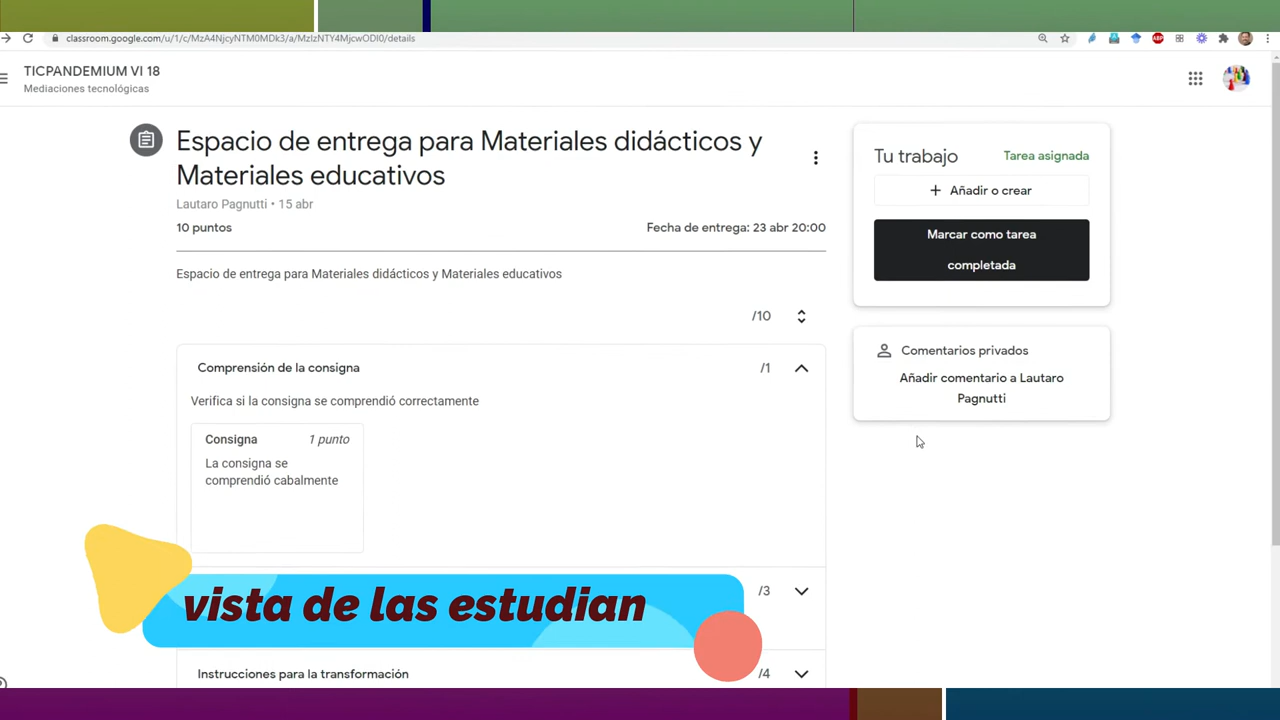 classroom.google.com/u/1/c/MzA4NjcyNTM0MDk3/a/MzIzNTY4MjcwODI0/details
ABP
TICPANDEMIUM VI 18
Mediaciones tecnológicas
Espacio de entrega para Materiales didácticos y
Materiales educativos
Lautaro Pagnutti • 15 abr
10 puntos
Fecha de entrega: 23 abr 20:00
Espacio de entrega para Materiales didácticos y Materiales educativos
/10
Comprensión de la consigna
/1
Verifica si la consigna se comprendió correctamente
Consigna
1 punto
La consigna se
comprendió cabalmente
/3
Instrucciones para la transformación
/4
Tu trabajo
Tarea asignada
+ Añadir o crear
Marcar como tarea
completada
Comentarios privados
Añadir comentario a Lautaro
Pagnutti
vista de las estudian